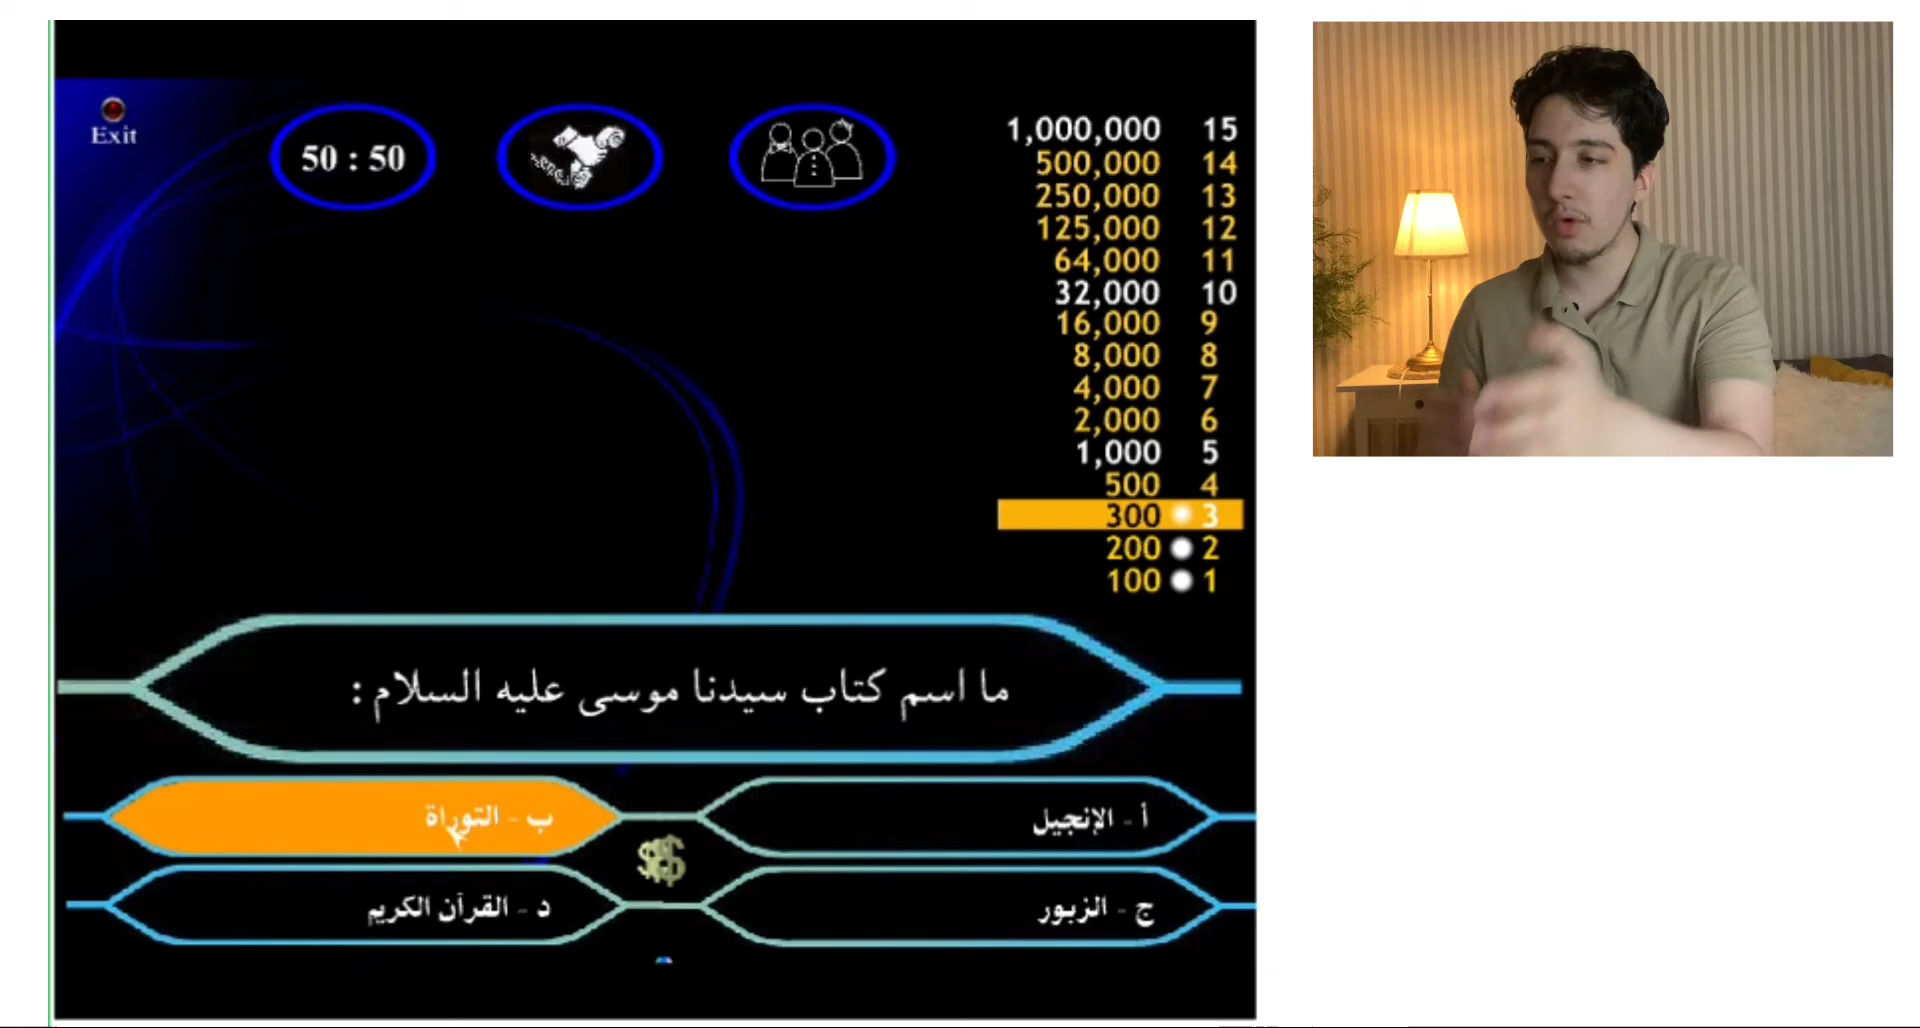 Exit
50 : 50
1,000,000 15
500,000 14
250,000 13
125,000 12
64,000 11
32,000 10
16,000 9
8,000 8
4,000 7
2,000 6
1,000 5
500 4
300 3
200 2
100 1
ما اسم كتاب سيدنا موسى عليه السلام :
أ - الإنجيل
ب - التوراة
ج - الزبور
د - القرآن الكريم